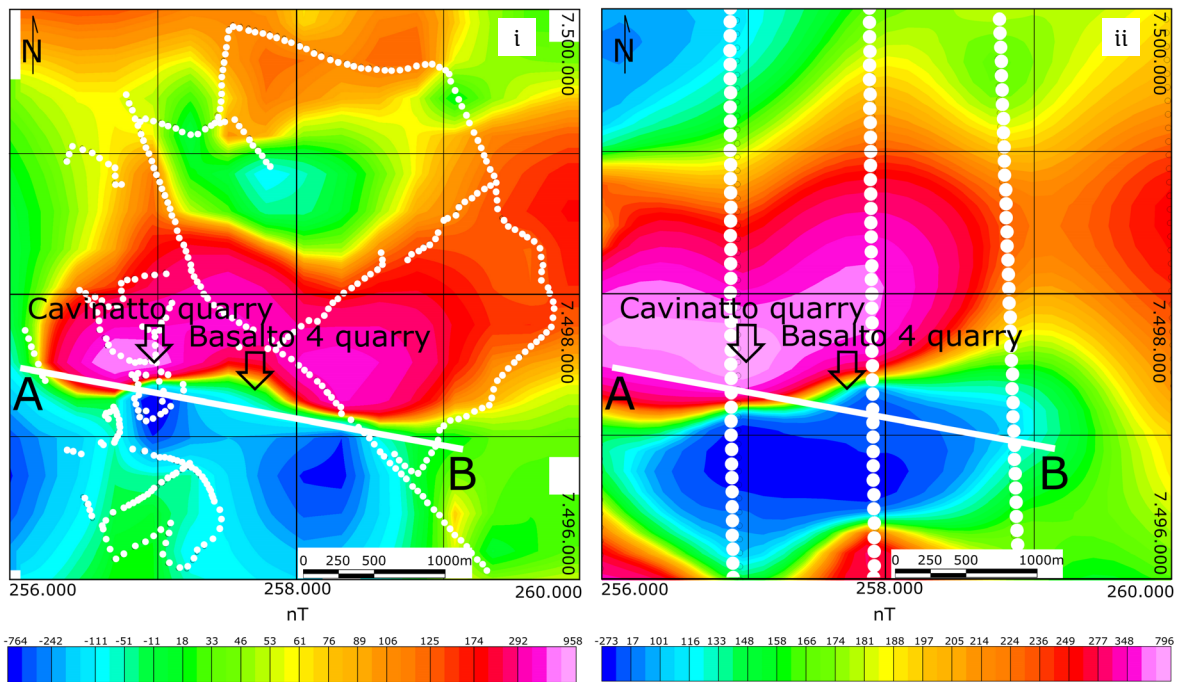 i
N
7.500.000
Cavinatto quarry
Basalto 4 quarry
7.498.000
A
B
7.496.000
0 250 500 1000m
256.000 258.000 260.000
nT
-764 -242 -111 -51 -11 18 33 46 53 61 76 89 106 125 174 292 958
ii
N
7.500.000
Cavinatto quarry
Basalto 4 quarry
7.498.000
A
B
7.496.000
0 250 500 1000m
256.000 258.000 260.000
nT
-273 17 101 116 133 148 158 166 175 181 188 197 205 214 224 236 249 277 348 796